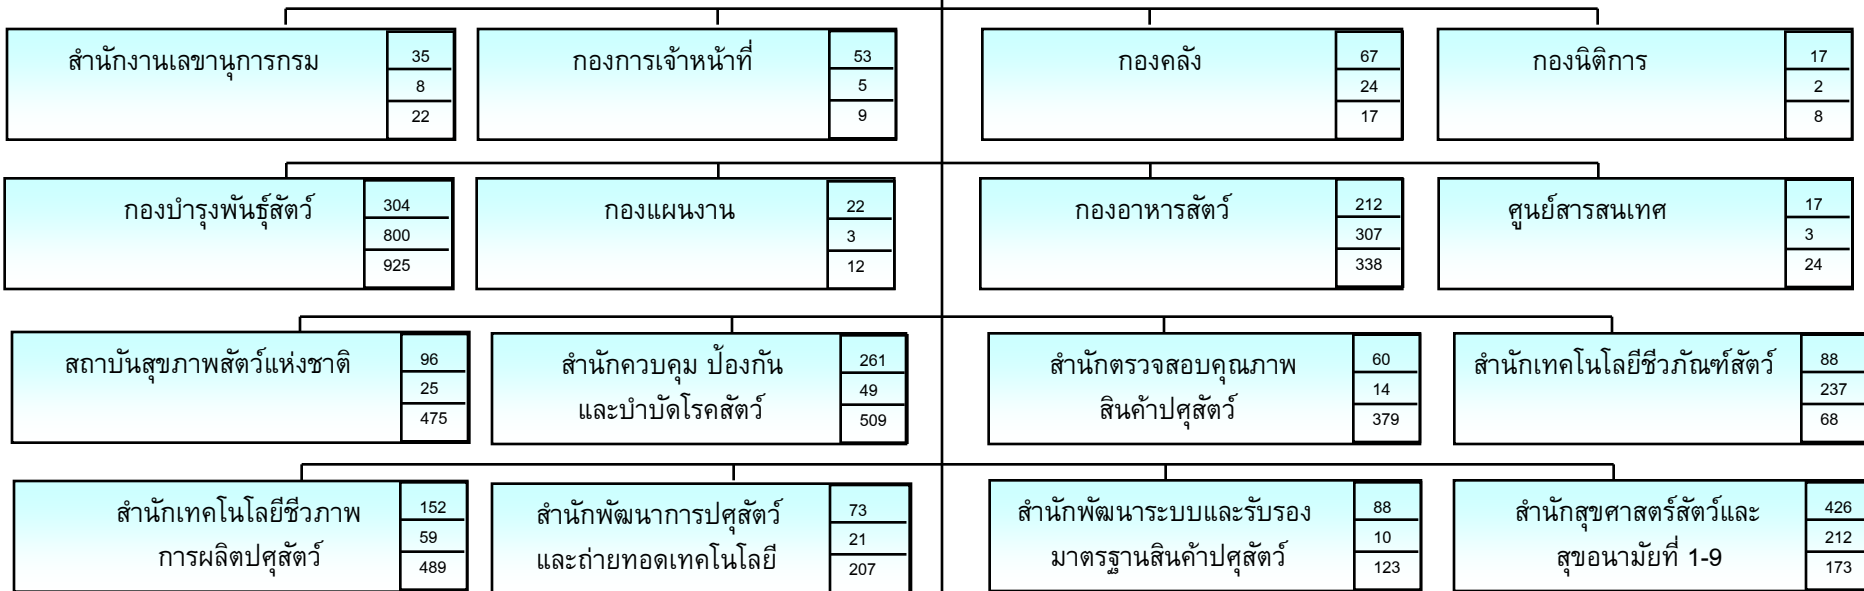 สำนักงานเลขานุการกรม
35
8
22
กองการเจ้าหน้าที่
53
5
9
กองคลัง
67
24
17
กองนิติการ
17
2
8
กองบำรุงพันธุ์สัตว์
304
800
925
กองแผนงาน
22
3
12
กองอาหารสัตว์
212
307
338
ศูนย์สารสนเทศ
17
3
24
สถาบันสุขภาพสัตว์แห่งชาติ
96
25
475
สำนักควบคุม ป้องกัน
และบำบัดโรคสัตว์
261
49
509
สำนักตรวจสอบคุณภาพ
สินค้าปศุสัตว์
60
14
379
สำนักเทคโนโลยีชีวภัณฑ์สัตว์
88
237
68
สำนักเทคโนโลยีชีวภาพ
การผลิตปศุสัตว์
152
59
489
สำนักพัฒนาการปศุสัตว์
และถ่ายทอดเทคโนโลยี
73
21
207
สำนักพัฒนาระบบและรับรอง
มาตรฐานสินค้าปศุสัตว์
88
10
123
สำนักสุขศาสตร์สัตว์และ
สุขอนามัยที่ 1-9
426
212
173